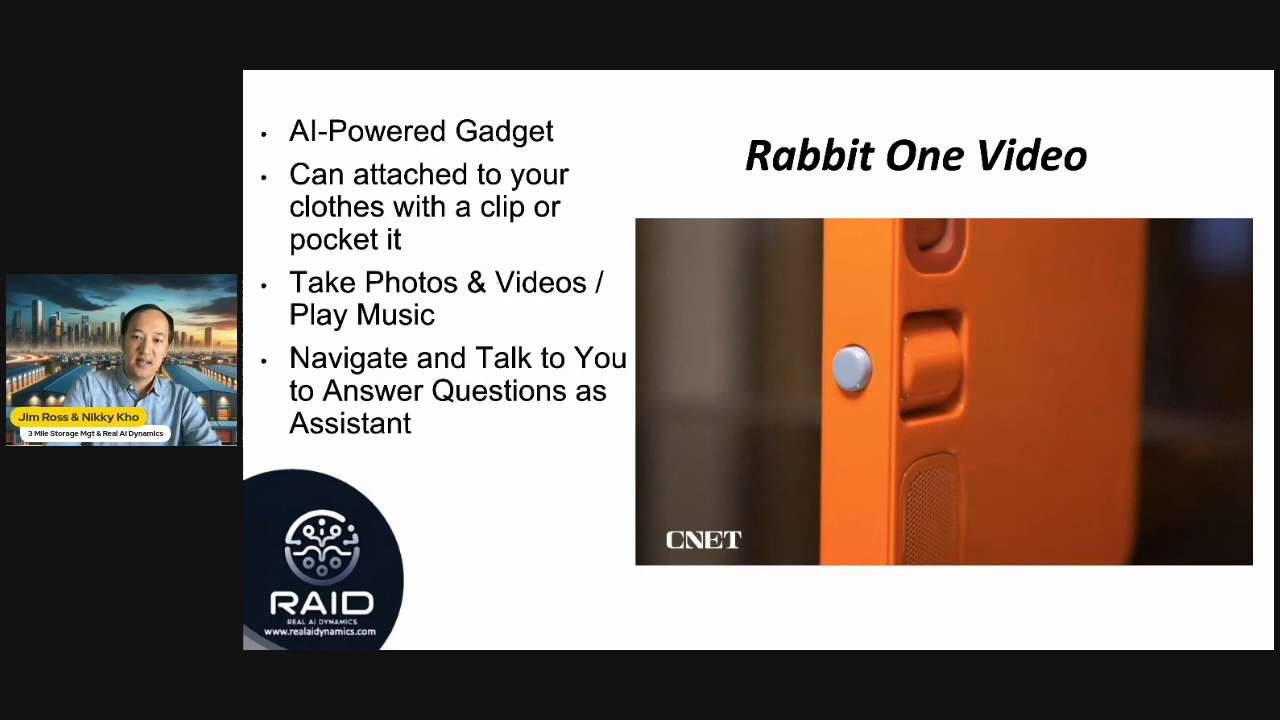 AI-Powered Gadget
Can attached to your
clothes with a clip or
pocket it
Take Photos & Videos /
Play Music
Navigate and Talk to You
to Answer Questions as
Assistant
Rabbit One Video
CNET
Jim Ross & Nikky Kho
3 Mile Storage Mgt & Real AI Dynamics
RAID
REAL AI DYNAMICS
www.realaidynamics.com